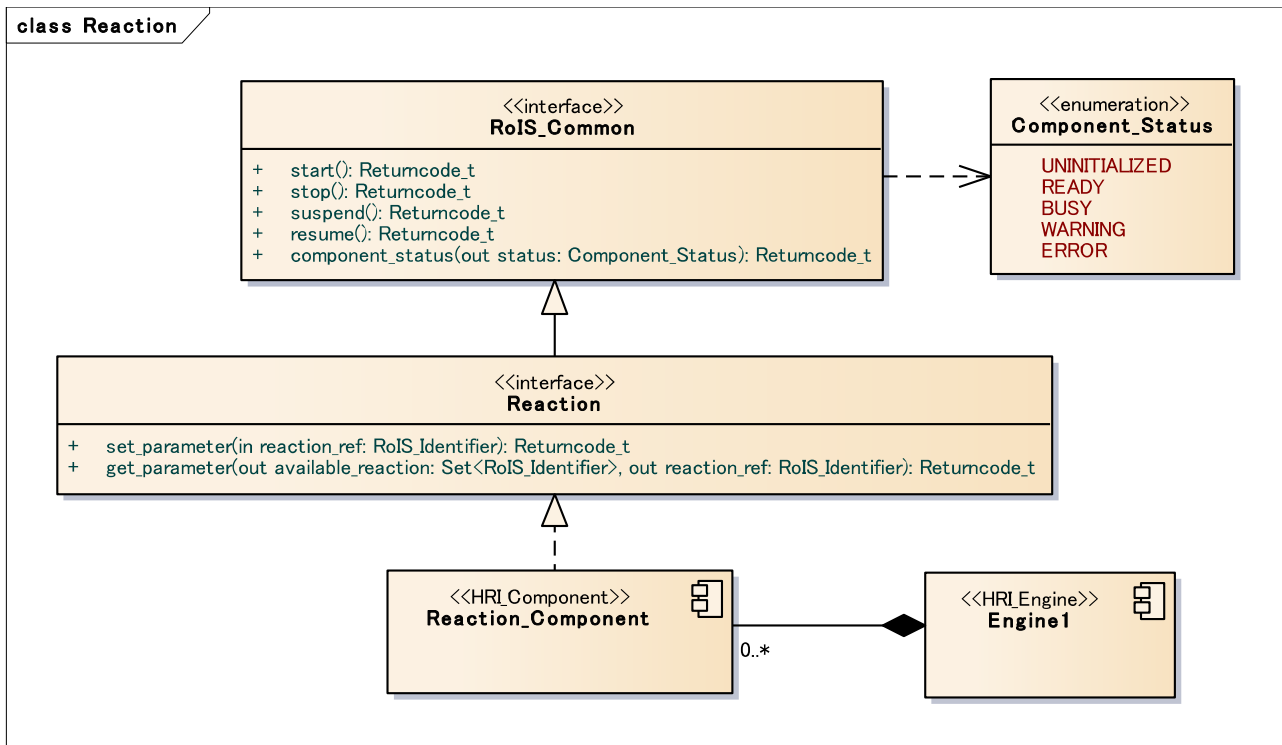 class Reaction
<<interface>>
RoIS_Common
+ start(): Returncode_t
+ stop(): Returncode_t
+ suspend(): Returncode_t
+ resume(): Returncode_t
+ component_status(out status: Component_Status): Returncode_t
<<enumeration>>
Component_Status
UNINITIALIZED
READY
BUSY
WARNING
ERROR
<<interface>>
Reaction
+ set_parameter(in reaction_ref: RoIS_Identifier): Returncode_t
+ get_parameter(out available_reaction: Set<RoIS_Identifier>, out reaction_ref: RoIS_Identifier): Returncode_t
<<HRI_Component>>
Reaction_Component
0..*
<<HRI_Engine>>
Engine1